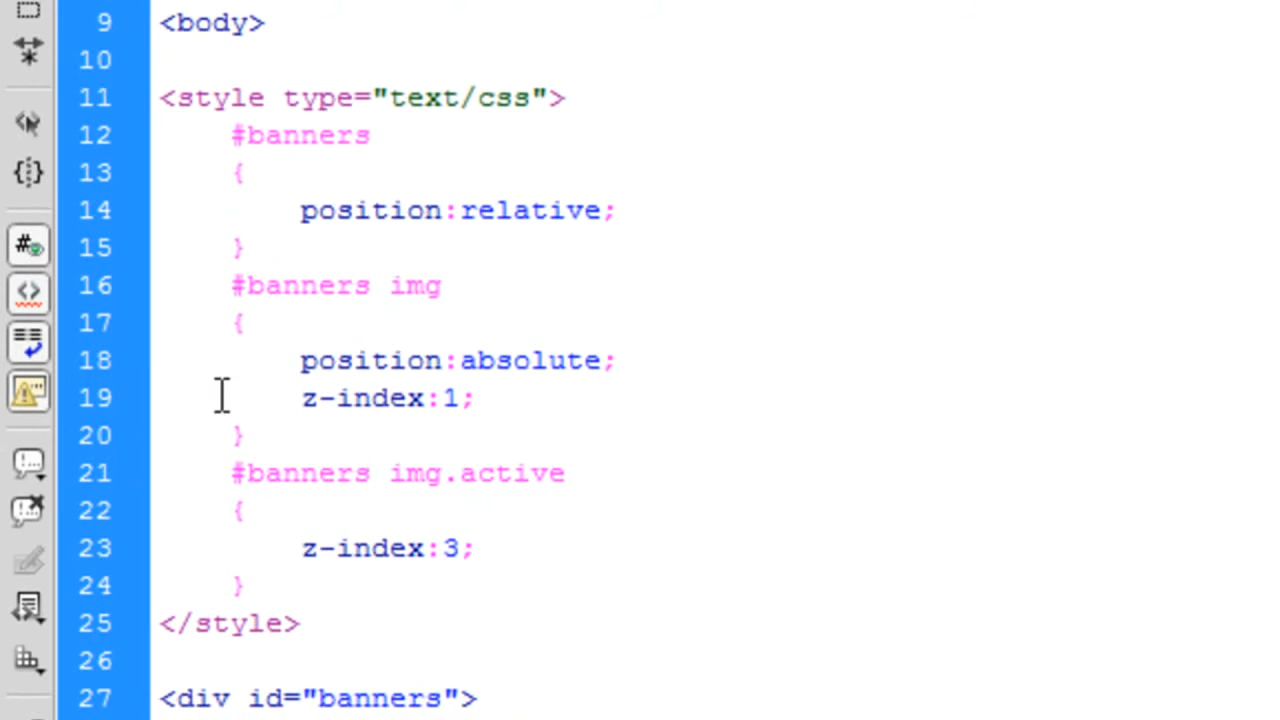 9 <body>
10
11 <style type="text/css">
12 #banners
13 {
14 position:relative;
15 }
16 #banners img
17 {
18 position:absolute;
19 z-index:1;
20 }
21 #banners img.active
22 {
23 z-index:3;
24 }
25 </style>
26
27 <div id="banners">